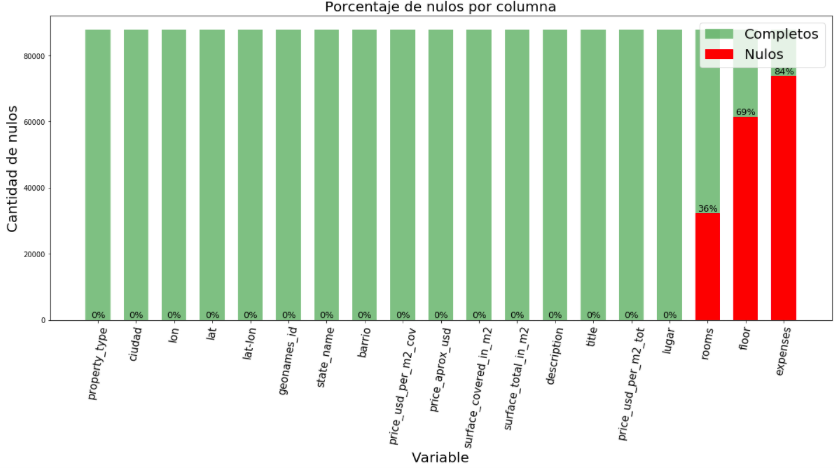 Porcentaje de nulos por columna
Completos
Nulos
Cantidad de nulos
80000
60000
40000
20000
0
0% 0% 0% 0% 0% 0% 0% 0% 0% 0% 0% 0% 0% 0% 0% 0% 36% 69% 84%
property_type
ciudad
lon
lat
lat-lon
geonames_id
state_name
barrio
price_usd_per_m2_cov
price_aprox_usd
surface_covered_in_m2
surface_total_in_m2
description
title
price_usd_per_m2_tot
lugar
rooms
floor
expenses
Variable